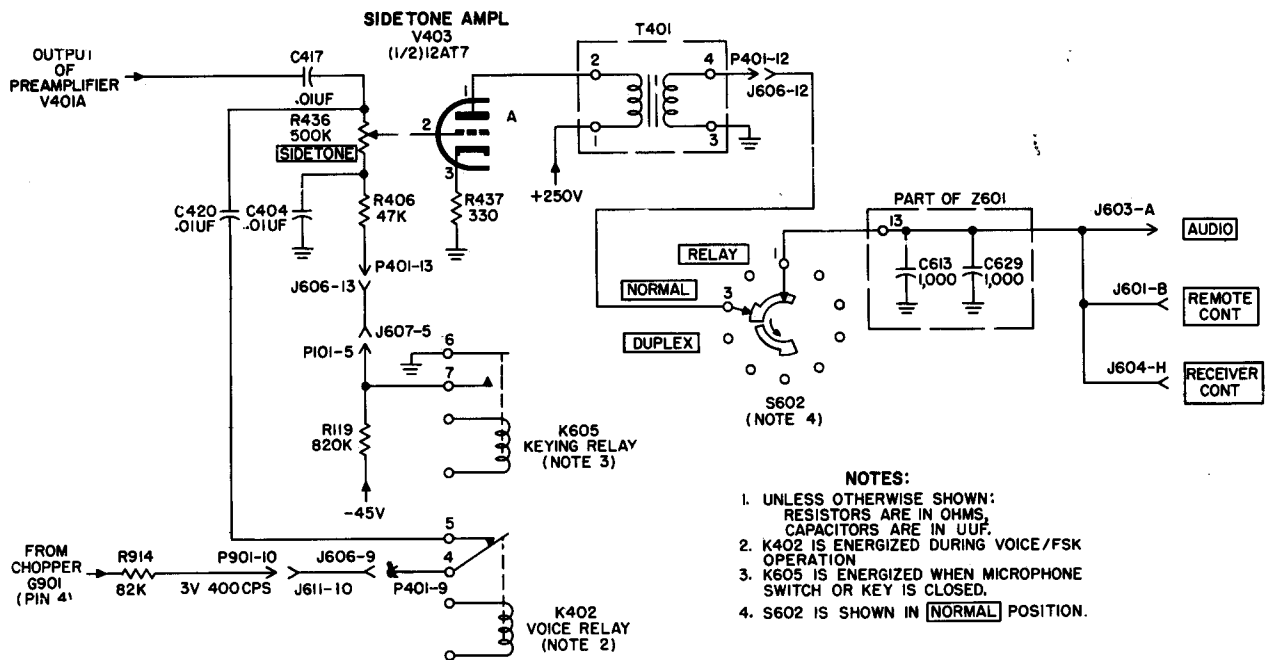 SIDETONE AMPL
V403
(1/2)12AT7
OUTPUT
OF
PREAMPLIFIER
V401A
C417
.01UF
R436
500K
SIDETONE
1
2
3
A
T401
2
4
1
3
P401-12
J606-12
+250V
C420
.01UF
C404
.01UF
R406
47K
R437
330
P401-13
J606-13
J607-5
P101-5
6
7
R119
820K
-45V
K605
KEYING RELAY
(NOTE 3)
RELAY
NORMAL
DUPLEX
1
3
S602
(NOTE 4)
PART OF Z601
13
C613
1,000
C629
1,000
J603-A
AUDIO
J601-B
REMOTE
CONT
J604-H
RECEIVER
CONT
FROM
CHOPPER
G901
(PIN 4)
R914
82K
P901-10
3V 400CPS
J606-9
J611-10
P401-9
5
4
K402
VOICE RELAY
(NOTE 2)
NOTES:
1. UNLESS OTHERWISE SHOWN:
RESISTORS ARE IN OHMS,
CAPACITORS ARE IN UUF.
2. K402 IS ENERGIZED DURING VOICE/FSK
OPERATION
3. K605 IS ENERGIZED WHEN MICROPHONE
SWITCH OR KEY IS CLOSED.
4. S602 IS SHOWN IN NORMAL POSITION.